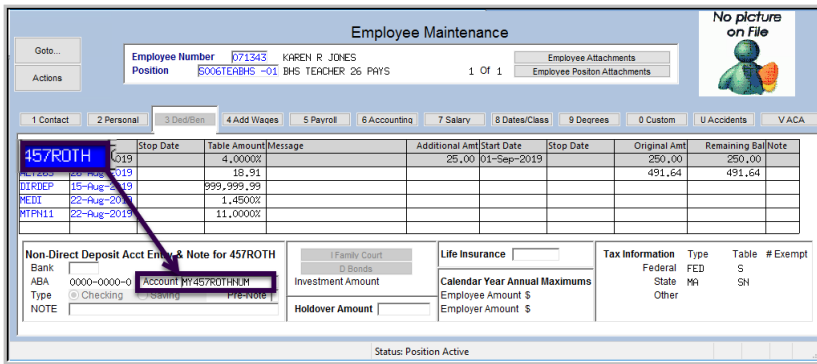 Employee Maintenance
No picture
on File
Goto...
Actions
Employee Number 071343 KAREN R JONES
Position S006TEABHS -01 BHS TEACHER 26 PAYS 1 Of 1
Employee Attachments
Employee Positon Attachments
1 Contact 2 Personal 3 Ded/Ben 4 Add Wages 5 Payroll 6 Accounting 7 Salary 8 Dates/Class 9 Degrees 0 Custom U Accidents V ACA
Stop Date Table Amount Message Additional Amt Start Date Stop Date Original Amt Remaining Bal Note
457ROTH 019 4.0000% 25.00 01-Sep-2019 250.00 250.00
18.91 491.64 491.64
DIRDEP 15-Aug-2019 999,999.99
MEDI 22-Aug-2019 1.4500%
MTPN11 22-Aug-2019 11.0000%
Non-Direct Deposit Acct Entry & Note for 457ROTH
Bank
ABA 0000-0000-0 Account MY457ROTHNUM
Type Checking Saving Pre-Note
NOTE
I Family Court
D Bonds
Investment Amount
Holdover Amount
Life Insurance
Calendar Year Annual Maximums
Employee Amount $
Employer Amount $
Tax Information Type Table # Exempt
Federal FED S
State MA SN
Other
Status: Position Active